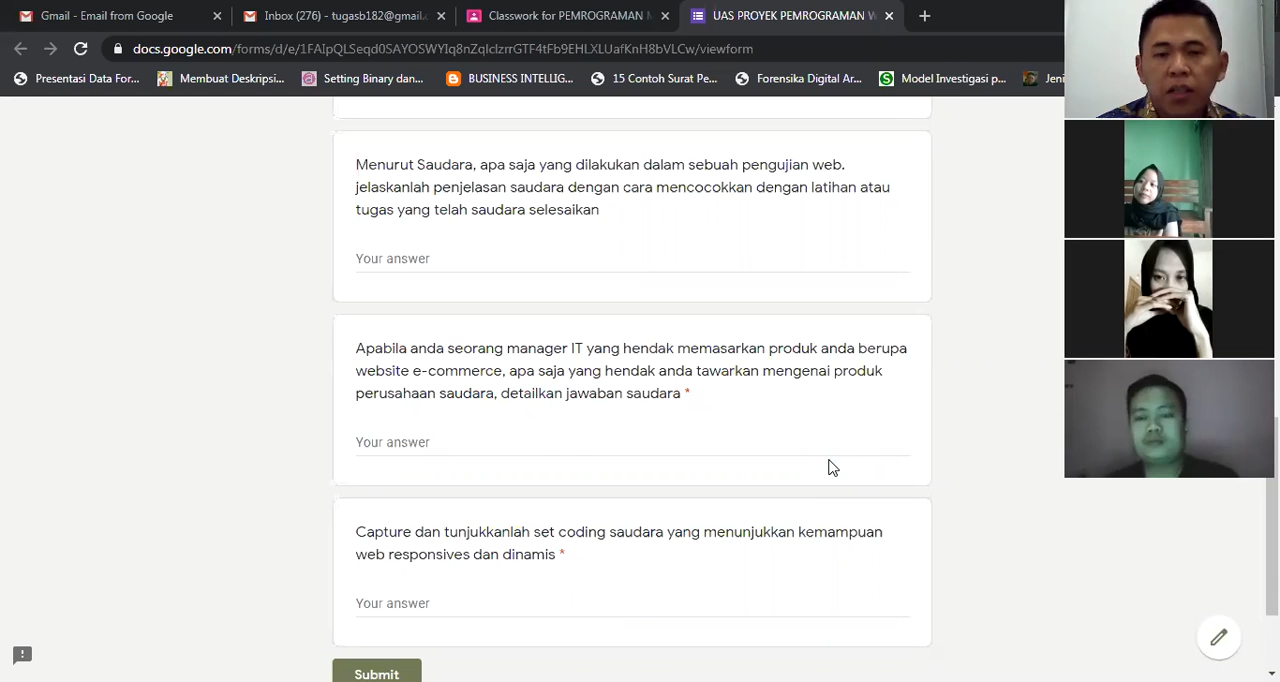 Gmail - Email from Google
Inbox (276) - tugasb182@gmail.c
Classwork for PEMROGRAMAN M
UAS PROYEK PEMROGRAMAN W
docs.google.com/forms/d/e/1FAIpQLSeqd0SAYOSWYIq8nZqlclzrrGTF4tFb9EHLXLUafKnH8bVLCw/viewform
Presentasi Data For...
Membuat Deskripsi...
Setting Binary dan...
BUSINESS INTELLIG...
15 Contoh Surat Pe...
Forensika Digital Ar...
Model Investigasi p...
Jeni
Menurut Saudara, apa saja yang dilakukan dalam sebuah pengujian web.
jelaskanlah penjelasan saudara dengan cara mencocokkan dengan latihan atau
tugas yang telah saudara selesaikan
Your answer
Apabila anda seorang manager IT yang hendak memasarkan produk anda berupa
website e-commerce, apa saja yang hendak anda tawarkan mengenai produk
perusahaan saudara, detailkan jawaban saudara *
Your answer
Capture dan tunjukkanlah set coding saudara yang menunjukkan kemampuan
web responsives dan dinamis *
Your answer
Submit